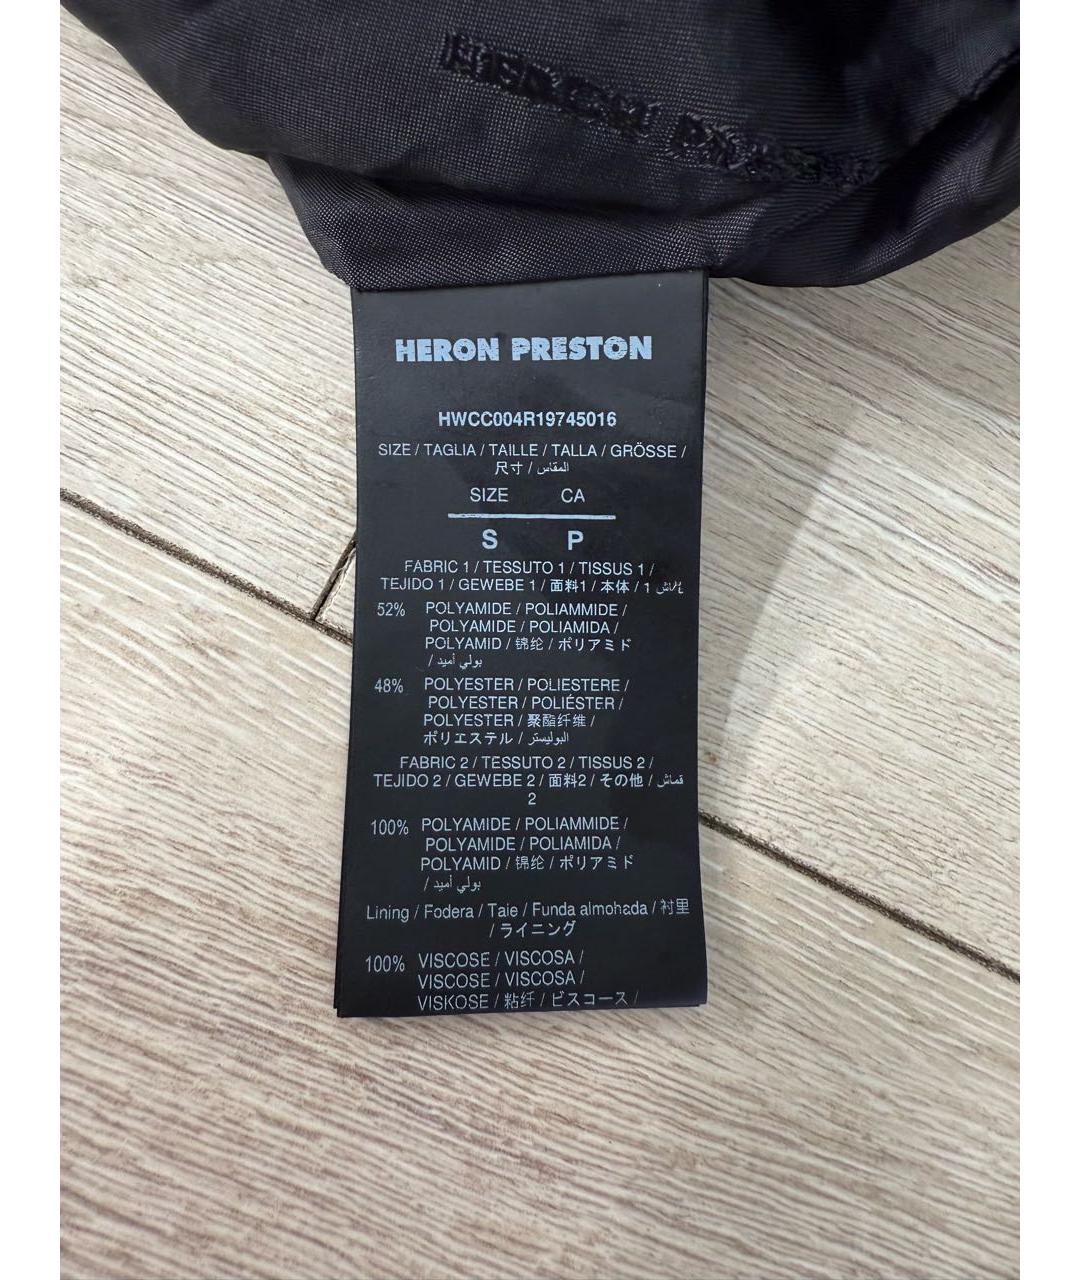 HERON PRESTON
HERON PRESTON
HWCC004R19745016
SIZE / TAGLIA / TAILLE / TALLA / GRÖSSE /
尺寸 / المقاس
SIZE CA
S P
FABRIC 1 / TESSUTO 1 / TISSUS 1 /
TEJIDO 1 / GEWEBE 1 / 面料1 / 本体 / 1 قماش
52% POLYAMIDE / POLIAMMIDE /
POLYAMIDE / POLIAMIDA /
POLYAMID / 锦纶 / ポリアミド
/ بولي أميد
48% POLYESTER / POLIESTERE /
POLYESTER / POLIÉSTER /
POLYESTER / 聚酯纤维 /
ポリエステル / البوليستر
FABRIC 2 / TESSUTO 2 / TISSUS 2 /
TEJIDO 2 / GEWEBE 2 / 面料2 / その他 / قماش
2
100% POLYAMIDE / POLIAMMIDE /
POLYAMIDE / POLIAMIDA /
POLYAMID / 锦纶 / ポリアミド
/ بولي أميد
Lining / Fodera / Taie / Funda almohada / 衬里
/ ライニング
100% VISCOSE / VISCOSA /
VISCOSE / VISCOSA /
VISKOSE / 粘纤 / ビスコース /